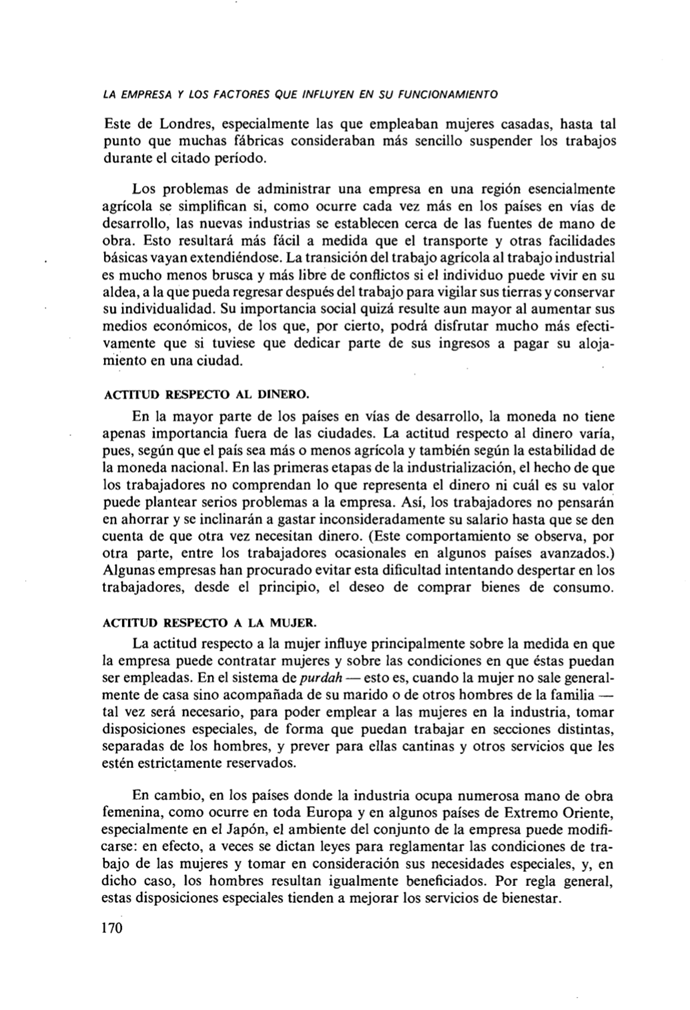 LA EMPRESA Y LOS FACTORES QUE INFLUYEN EN SU FUNCIONAMIENTO
Este de Londres, especialmente las que empleaban mujeres casadas, hasta tal
punto que muchas fábricas consideraban más sencillo suspender los trabajos
durante el citado período.
Los problemas de administrar una empresa en una región esencialmente
agrícola se simplifican si, como ocurre cada vez más en los países en vías de
desarrollo, las nuevas industrias se establecen cerca de las fuentes de mano de
obra. Esto resultará más fácil a medida que el transporte y otras facilidades
básicas vayan extendiéndose. La transición del trabajo agrícola al trabajo industrial
es mucho menos brusca y más libre de conflictos si el individuo puede vivir en su
aldea, a la que pueda regresar después del trabajo para vigilar sus tierras y conservar
su individualidad. Su importancia social quizá resulte aun mayor al aumentar sus
medios económicos, de los que, por cierto, podrá disfrutar mucho más efecti-
vamente que si tuviese que dedicar parte de sus ingresos a pagar su aloja-
miento en una ciudad.
ACTITUD RESPECTO AL DINERO.
En la mayor parte de los países en vías de desarrollo, la moneda no tiene
apenas importancia fuera de las ciudades. La actitud respecto al dinero varía,
pues, según que el país sea más o menos agrícola y también según la estabilidad de
la moneda nacional. En las primeras etapas de la industrialización, el hecho de que
los trabajadores no comprendan lo que representa el dinero ni cuál es su valor
puede plantear serios problemas a la empresa. Así, los trabajadores no pensarán
en ahorrar y se inclinarán a gastar inconsideradamente su salario hasta que se den
cuenta de que otra vez necesitan dinero. (Este comportamiento se observa, por
otra parte, entre los trabajadores ocasionales en algunos países avanzados.)
Algunas empresas han procurado evitar esta dificultad intentando despertar en los
trabajadores, desde el principio, el deseo de comprar bienes de consumo.
ACTITUD RESPECTO A LA MUJER.
La actitud respecto a la mujer influye principalmente sobre la medida en que
la empresa puede contratar mujeres y sobre las condiciones en que éstas puedan
ser empleadas. En el sistema de purdah — esto es, cuando la mujer no sale general-
mente de casa sino acompañada de su marido o de otros hombres de la familia —
tal vez será necesario, para poder emplear a las mujeres en la industria, tomar
disposiciones especiales, de forma que puedan trabajar en secciones distintas,
separadas de los hombres, y prever para ellas cantinas y otros servicios que les
estén estrictamente reservados.
En cambio, en los países donde la industria ocupa numerosa mano de obra
femenina, como ocurre en toda Europa y en algunos países de Extremo Oriente,
especialmente en el Japón, el ambiente del conjunto de la empresa puede modifi-
carse: en efecto, a veces se dictan leyes para reglamentar las condiciones de tra-
bajo de las mujeres y tomar en consideración sus necesidades especiales, y, en
dicho caso, los hombres resultan igualmente beneficiados. Por regla general,
estas disposiciones especiales tienden a mejorar los servicios de bienestar.
170